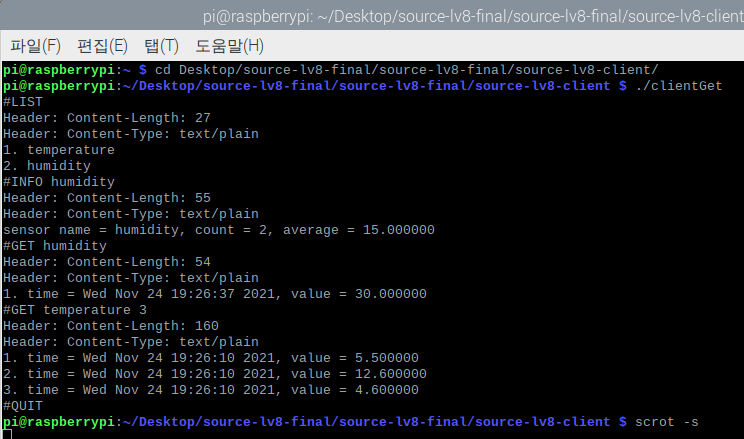 pi@raspberrypi: ~/Desktop/source-lv8-final/source-lv8-final/source-lv8-client
파일(F) 편집(E) 탭(T) 도움말(H)
pi@raspberrypi:~ $ cd Desktop/source-lv8-final/source-lv8-final/source-lv8-client/
pi@raspberrypi:~/Desktop/source-lv8-final/source-lv8-final/source-lv8-client $ ./clientGet
#LIST
Header: Content-Length: 27
Header: Content-Type: text/plain
1. temperature
2. humidity
#INFO humidity
Header: Content-Length: 55
Header: Content-Type: text/plain
sensor name = humidity, count = 2, average = 15.000000
#GET humidity
Header: Content-Length: 54
Header: Content-Type: text/plain
1. time = Wed Nov 24 19:26:37 2021, value = 30.000000
#GET temperature 3
Header: Content-Length: 160
Header: Content-Type: text/plain
1. time = Wed Nov 24 19:26:10 2021, value = 5.500000
2. time = Wed Nov 24 19:26:10 2021, value = 12.600000
3. time = Wed Nov 24 19:26:10 2021, value = 4.600000
#QUIT
pi@raspberrypi:~/Desktop/source-lv8-final/source-lv8-final/source-lv8-client $ scrot -s